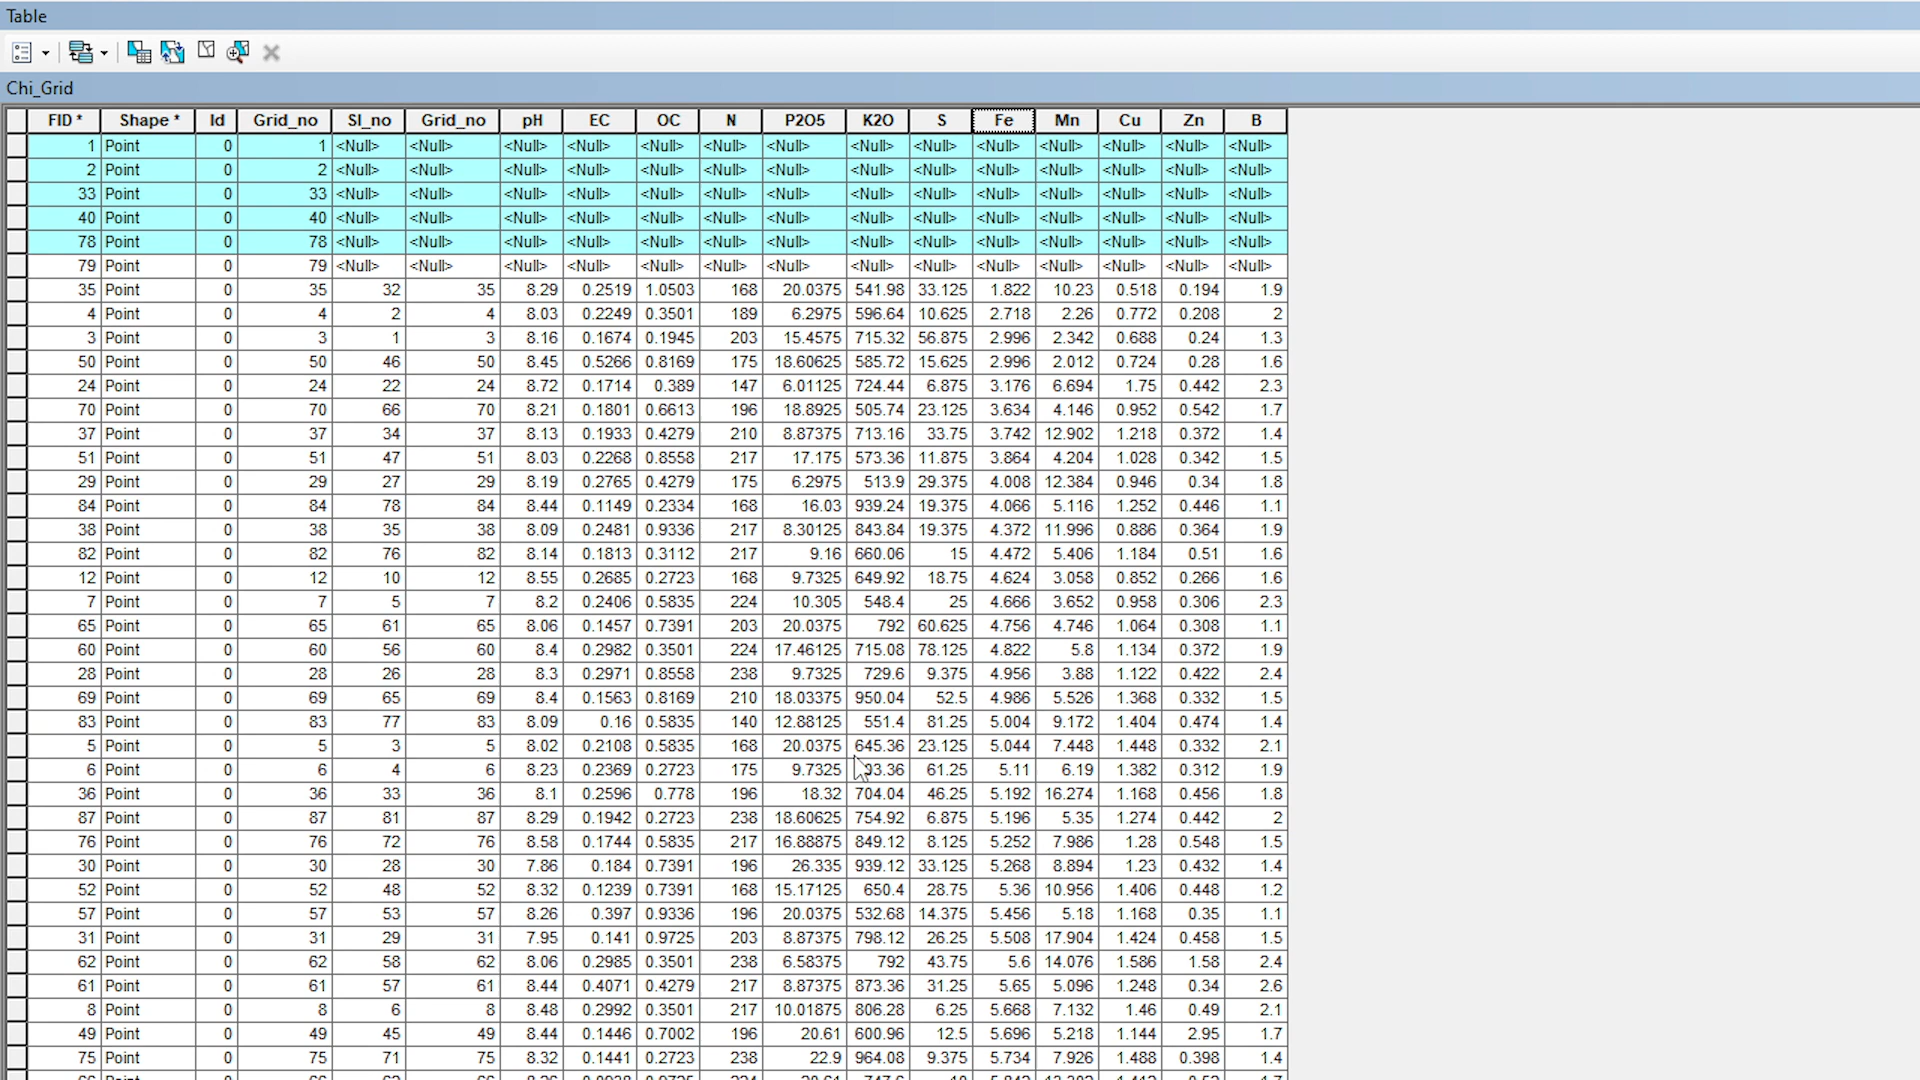 Table
Chi_Grid
FID * Shape * Id Grid_no Sl_no Grid_no pH EC OC N P2O5 K2O S Fe Mn Cu Zn B
1 Point 0 1 <Null> <Null> <Null> <Null> <Null> <Null> <Null> <Null> <Null> <Null> <Null> <Null> <Null> <Null>
2 Point 0 2 <Null> <Null> <Null> <Null> <Null> <Null> <Null> <Null> <Null> <Null> <Null> <Null> <Null> <Null>
33 Point 0 33 <Null> <Null> <Null> <Null> <Null> <Null> <Null> <Null> <Null> <Null> <Null> <Null> <Null> <Null>
40 Point 0 40 <Null> <Null> <Null> <Null> <Null> <Null> <Null> <Null> <Null> <Null> <Null> <Null> <Null> <Null>
78 Point 0 78 <Null> <Null> <Null> <Null> <Null> <Null> <Null> <Null> <Null> <Null> <Null> <Null> <Null> <Null>
79 Point 0 79 <Null> <Null> <Null> <Null> <Null> <Null> <Null> <Null> <Null> <Null> <Null> <Null> <Null> <Null>
35 Point 0 35 32 35 8.29 0.2519 1.0503 168 20.0375 541.98 33.125 1.822 10.23 0.518 0.194 1.9
4 Point 0 4 2 4 8.03 0.2249 0.3501 189 6.2975 596.64 10.625 2.718 2.26 0.772 0.208 2
3 Point 0 3 1 3 8.16 0.1674 0.1945 203 15.4575 715.32 56.875 2.996 2.342 0.688 0.24 1.3
50 Point 0 50 46 50 8.45 0.5266 0.8169 175 18.60625 585.72 15.625 2.996 2.012 0.724 0.28 1.6
24 Point 0 24 22 24 8.72 0.1714 0.389 147 6.01125 724.44 6.875 3.176 6.694 1.75 0.442 2.3
70 Point 0 70 66 70 8.21 0.1801 0.6613 196 18.8925 505.74 23.125 3.634 4.146 0.952 0.542 1.7
37 Point 0 37 34 37 8.13 0.1933 0.4279 210 8.87375 713.16 33.75 3.742 12.902 1.218 0.372 1.4
51 Point 0 51 47 51 8.03 0.2268 0.8558 217 17.175 573.36 11.875 3.864 4.204 1.028 0.342 1.5
29 Point 0 29 27 29 8.19 0.2765 0.4279 175 6.2975 513.9 29.375 4.008 12.384 0.946 0.34 1.8
84 Point 0 84 78 84 8.44 0.1149 0.2334 168 16.03 939.24 19.375 4.066 5.116 1.252 0.446 1.1
38 Point 0 38 35 38 8.09 0.2481 0.9336 217 8.30125 843.84 19.375 4.372 11.996 0.886 0.364 1.9
82 Point 0 82 76 82 8.14 0.1813 0.3112 217 9.16 660.06 15 4.472 5.406 1.184 0.51 1.6
12 Point 0 12 10 12 8.55 0.2685 0.2723 168 9.7325 649.92 18.75 4.624 3.058 0.852 0.266 1.6
7 Point 0 7 5 7 8.2 0.2406 0.5835 224 10.305 548.4 25 4.666 3.652 0.958 0.306 2.3
65 Point 0 65 61 65 8.06 0.1457 0.7391 203 20.0375 792 60.625 4.756 4.746 1.064 0.308 1.1
60 Point 0 60 56 60 8.4 0.2982 0.3501 224 17.46125 715.08 78.125 4.822 5.8 1.134 0.372 1.9
28 Point 0 28 26 28 8.3 0.2971 0.8558 238 9.7325 729.6 9.375 4.956 3.88 1.122 0.422 2.4
69 Point 0 69 65 69 8.4 0.1563 0.8169 210 18.03375 950.04 52.5 4.986 5.526 1.368 0.332 1.5
83 Point 0 83 77 83 8.09 0.16 0.5835 140 12.88125 551.4 81.25 5.004 9.172 1.404 0.474 1.4
5 Point 0 5 3 5 8.02 0.2108 0.5835 168 20.0375 645.36 23.125 5.044 7.448 1.448 0.332 2.1
6 Point 0 6 4 6 8.23 0.2369 0.2723 175 9.7325 61.25 5.11 6.19 1.382 0.312 1.9
36 Point 0 36 33 36 8.1 0.2596 0.778 196 18.32 704.04 46.25 5.192 16.274 1.168 0.456 1.8
87 Point 0 87 81 87 8.29 0.1942 0.2723 238 18.60625 754.92 6.875 5.196 5.35 1.274 0.442 2
76 Point 0 76 72 76 8.58 0.1744 0.5835 217 16.88875 849.12 8.125 5.252 7.986 1.28 0.548 1.5
30 Point 0 30 28 30 7.86 0.184 0.7391 196 26.335 939.12 33.125 5.268 8.894 1.23 0.432 1.4
52 Point 0 52 48 52 8.32 0.1239 0.7391 168 15.17125 650.4 28.75 5.36 10.956 1.406 0.448 1.2
57 Point 0 57 53 57 8.26 0.397 0.9336 196 20.0375 532.68 14.375 5.456 5.18 1.168 0.35 1.1
31 Point 0 31 29 31 7.95 0.141 0.9725 203 8.87375 798.12 26.25 5.508 17.904 1.424 0.458 1.5
62 Point 0 62 58 62 8.06 0.2985 0.3501 238 6.58375 792 43.75 5.6 14.076 1.586 1.58 2.4
61 Point 0 61 57 61 8.44 0.4071 0.4279 217 8.87375 873.36 31.25 5.65 5.096 1.248 0.34 2.6
8 Point 0 8 6 8 8.48 0.2992 0.3501 217 10.01875 806.28 6.25 5.668 7.132 1.46 0.49 2.1
49 Point 0 49 45 49 8.44 0.1446 0.7002 196 20.61 600.96 12.5 5.696 5.218 1.144 2.95 1.7
75 Point 0 75 71 75 8.32 0.1441 0.2723 238 22.9 964.08 9.375 5.734 7.926 1.488 0.398 1.4